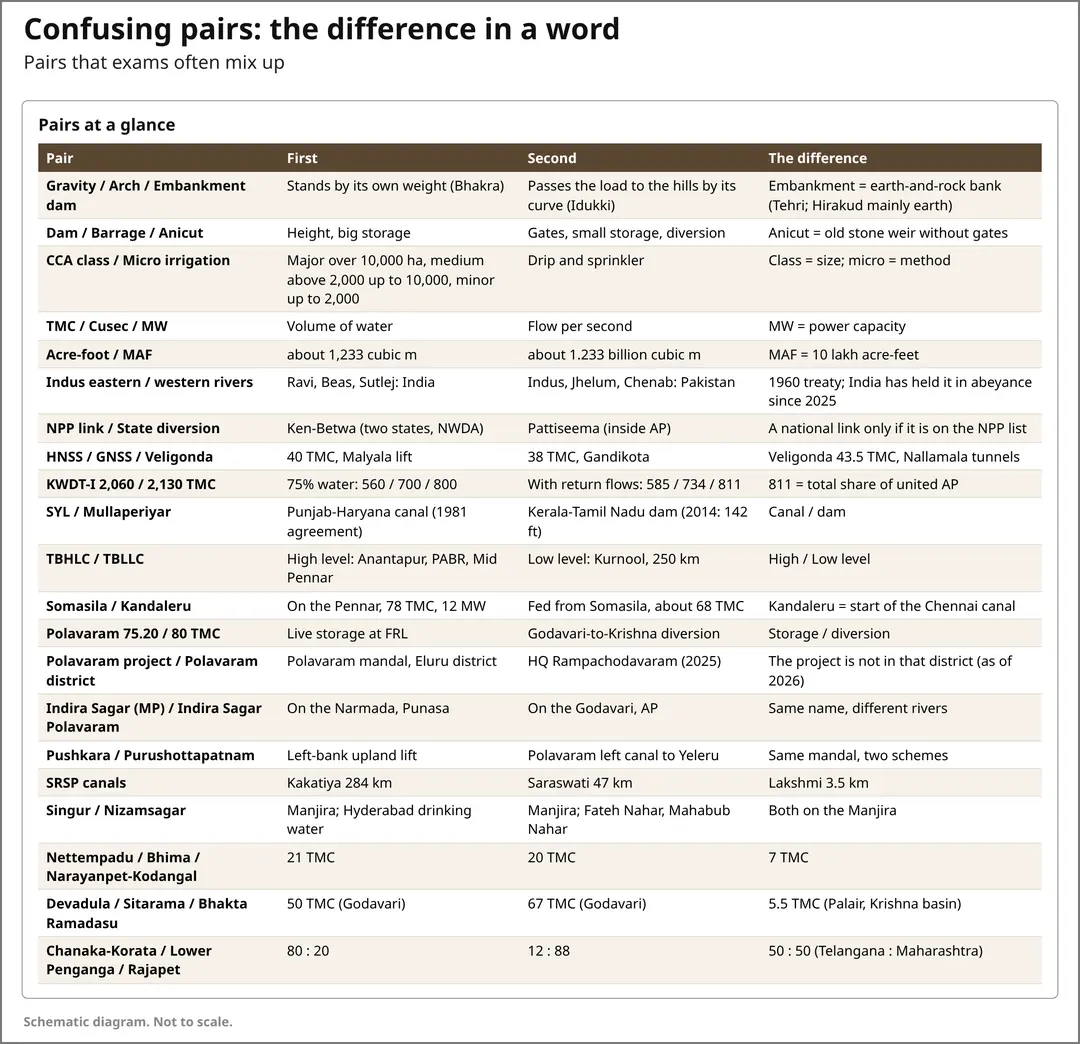 Confusing pairs: the difference in a word
Pairs that exams often mix up
Pairs at a glance
Pair First Second The difference
Gravity / Arch / Embankment Stands by its own weight (Bhakra) Passes the load to the hills by its Embankment = earth-and-rock bank
dam curve (Idukki) (Tehri; Hirakud mainly earth)
Dam / Barrage / Anicut Height, big storage Gates, small storage, diversion Anicut = old stone weir without gates
CCA class / Micro irrigation Major over 10,000 ha, medium Drip and sprinkler Class = size; micro = method
above 2,000 up to 10,000, minor
up to 2,000
TMC / Cusec / MW Volume of water Flow per second MW = power capacity
Acre-foot / MAF about 1,233 cubic m about 1.233 billion cubic m MAF = 10 lakh acre-feet
Indus eastern / western rivers Ravi, Beas, Sutlej: India Indus, Jhelum, Chenab: Pakistan 1960 treaty; India has held it in abeyance
since 2025
NPP link / State diversion Ken-Betwa (two states, NWDA) Pattiseema (inside AP) A national link only if it is on the NPP list
HNSS / GNSS / Veligonda 40 TMC, Malyala lift 38 TMC, Gandikota Veligonda 43.5 TMC, Nallamala tunnels
KWDT-I 2,060 / 2,130 TMC 75% water: 560 / 700 / 800 With return flows: 585 / 734 / 811 811 = total share of united AP
SYL / Mullaperiyar Punjab-Haryana canal (1981 Kerala-Tamil Nadu dam (2014: 142 Canal / dam
agreement) ft)
TBHLC / TBLLC High level: Anantapur, PABR, Mid Low level: Kurnool, 250 km High / Low level
Pennar
Somasila / Kandaleru On the Pennar, 78 TMC, 12 MW Fed from Somasila, about 68 TMC Kandaleru = start of the Chennai canal
Polavaram 75.20 / 80 TMC Live storage at FRL Godavari-to-Krishna diversion Storage / diversion
Polavaram project / Polavaram Polavaram mandal, Eluru district HQ Rampachodavaram (2025) The project is not in that district (as of
district 2026)
Indira Sagar (MP) / Indira Sagar On the Narmada, Punasa On the Godavari, AP Same name, different rivers
Polavaram
Pushkara / Purushottapatnam Left-bank upland lift Polavaram left canal to Yeleru Same mandal, two schemes
SRSP canals Kakatiya 284 km Saraswati 47 km Lakshmi 3.5 km
Singur / Nizamsagar Manjira; Hyderabad drinking Manjira; Fateh Nahar, Mahabub Both on the Manjira
water Nahar
Nettempadu / Bhima / 21 TMC 20 TMC 7 TMC
Narayanpet-Kodangal
Devadula / Sitarama / Bhakta 50 TMC (Godavari) 67 TMC (Godavari) 5.5 TMC (Palair, Krishna basin)
Ramadasu
Chanaka-Korata / Lower 80 : 20 12 : 88 50 : 50 (Telangana : Maharashtra)
Penganga / Rajapet
Schematic diagram. Not to scale.